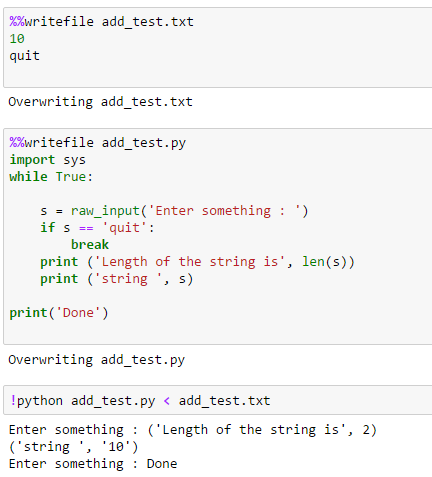 %%writefile add_test.txt
10
quit
Overwriting add_test.txt
%%writefile add_test.py
import sys
while True:
    s = raw_input('Enter something : ')
    if s == 'quit':
        break
    print ('Length of the string is', len(s))
    print ('string ', s)
print('Done')
Overwriting add_test.py
!python add_test.py < add_test.txt
Enter something : ('Length of the string is', 2)
('string ', '10')
Enter something : Done